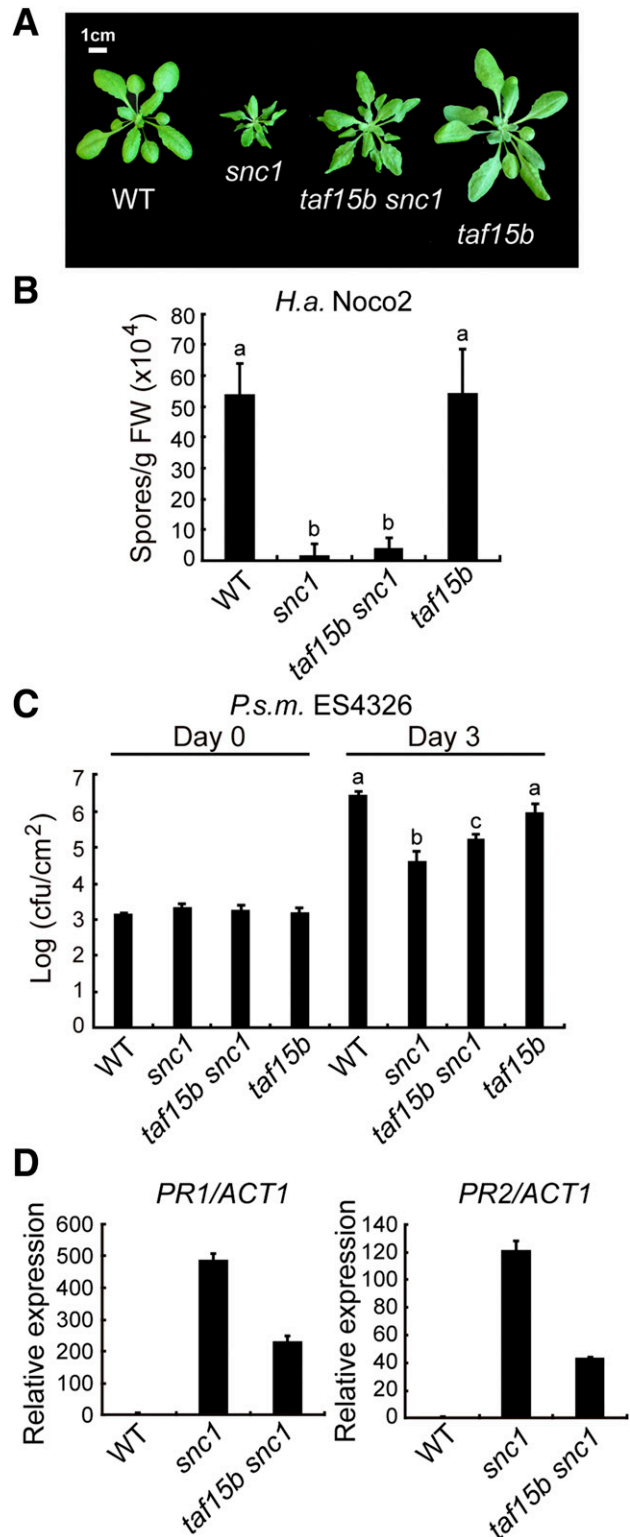 A
1cm
WT
snc1
taf15b snc1
taf15b
B
H.a. Noco2
Spores/g FW (x10⁴)
80
70
60
50
40
30
20
10
0
a
b
b
a
WT
snc1
taf15b snc1
taf15b
C
P.s.m. ES4326
Day 0
Day 3
Log (cfu/cm²)
7
6
5
4
3
2
1
0
a
b
c
a
WT
snc1
taf15b snc1
taf15b
WT
snc1
taf15b snc1
taf15b
D
PR1/ACT1
Relative expression
600
500
400
300
200
100
0
WT
snc1
taf15b snc1
PR2/ACT1
Relative expression
140
120
100
80
60
40
20
0
WT
snc1
taf15b snc1